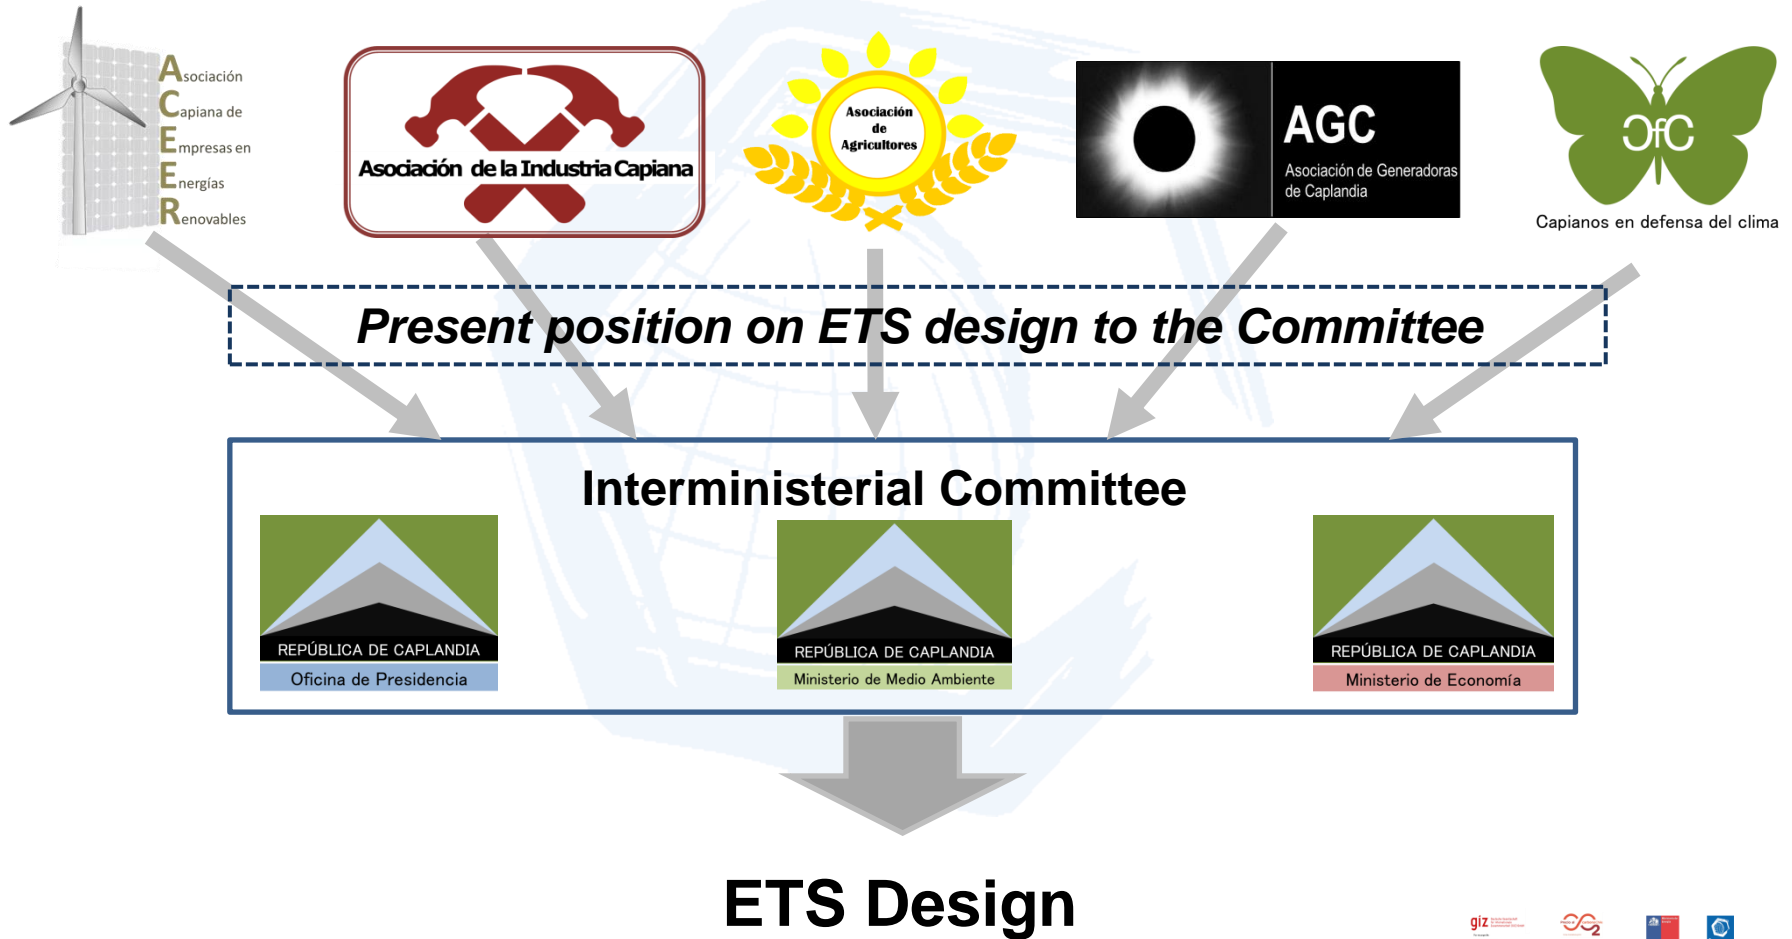 Asociación
Capiana de
Empresas en
Energías
Renovables
Asociación de la Industria Capiana
Asociación
de
Agricultores
AGC
Asociación de Generadoras
de Caplandia
CfC
Capianos en defensa del clima
Present position on ETS design to the Committee
Interministerial Committee
REPÚBLICA DE CAPLANDIA
Oficina de Presidencia
REPÚBLICA DE CAPLANDIA
Ministerio de Medio Ambiente
REPÚBLICA DE CAPLANDIA
Ministerio de Economía
ETS Design
giz